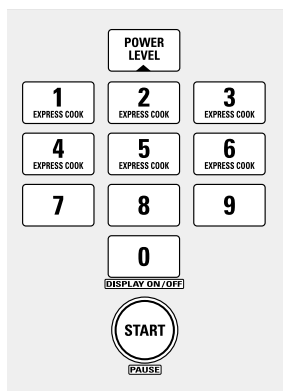 POWER
LEVEL
1 2 3
EXPRESS COOK EXPRESS COOK EXPRESS COOK
4 5 6
EXPRESS COOK EXPRESS COOK EXPRESS COOK
7 8 9
0
DISPLAY ON/OFF
START
PAUSE